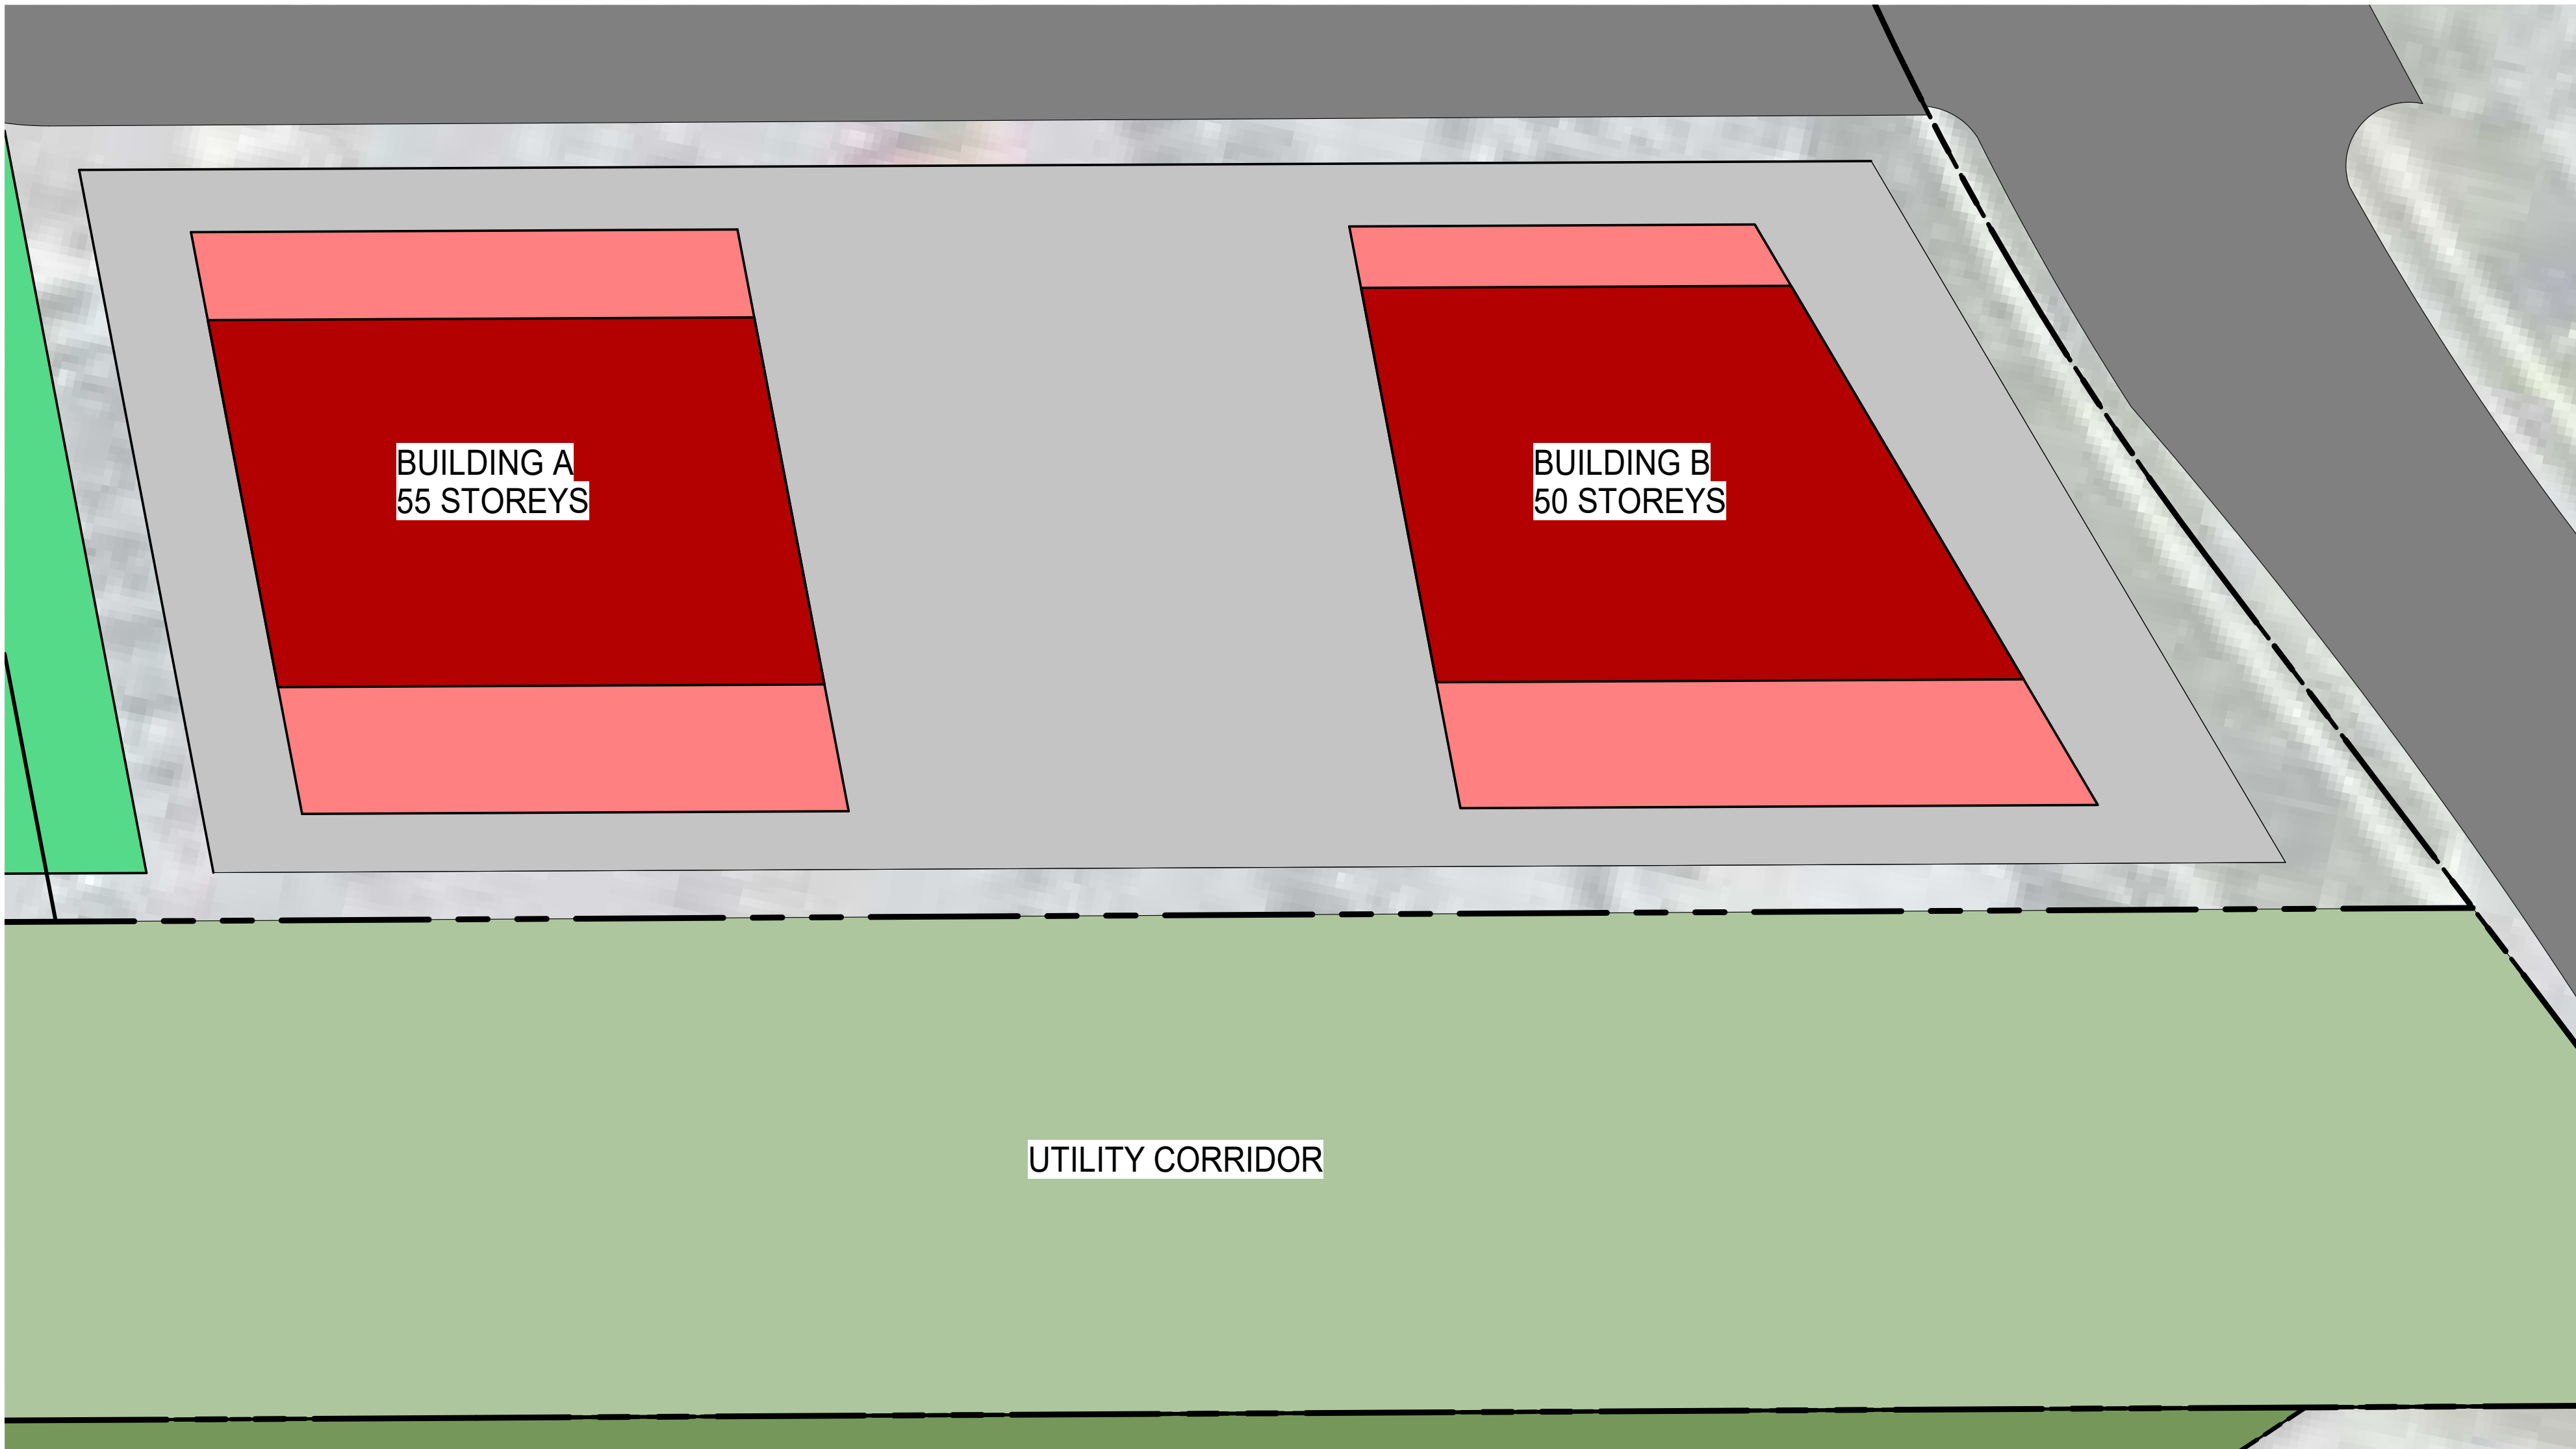 BUILDING A
55 STOREYS
BUILDING B
50 STOREYS
UTILITY CORRIDOR